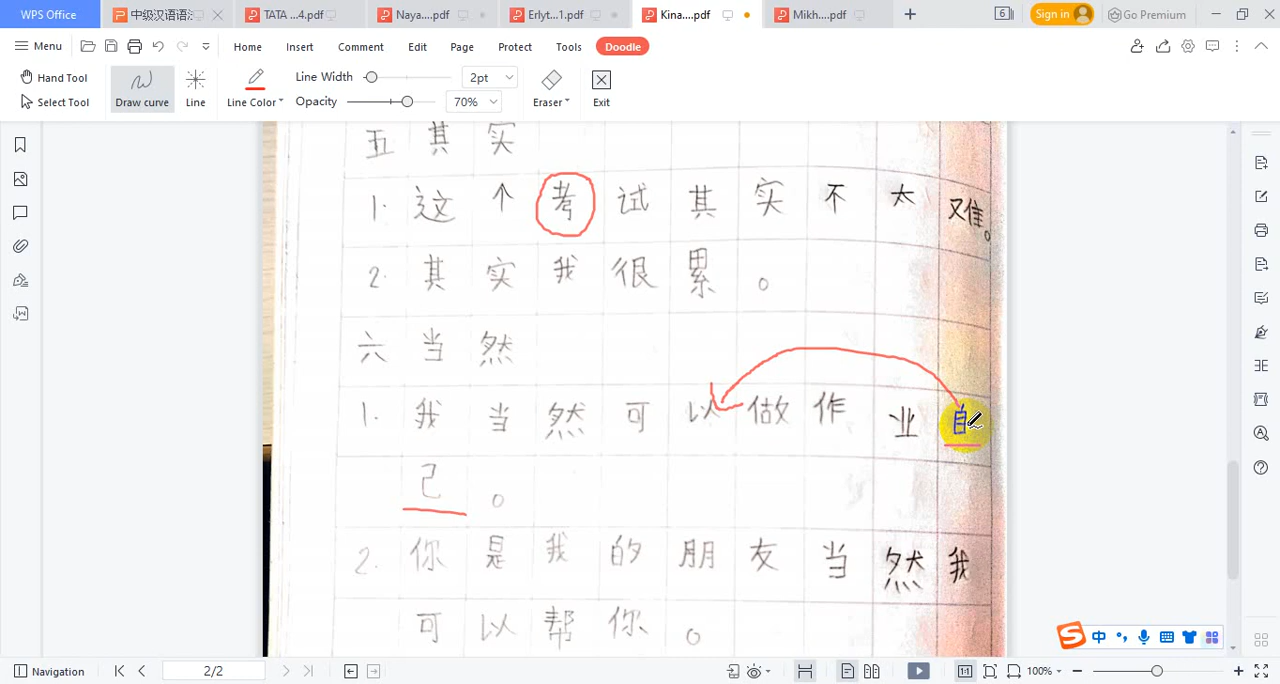 WPS Office
中级汉语语法
TATA ...4.pdf
Naya....pdf
Erlyt...1.pdf
Kina....pdf
Mikh....pdf
6
Sign in
Go Premium
Menu
Home
Insert
Comment
Edit
Page
Protect
Tools
Doodle
Hand Tool
Select Tool
Draw curve
Line
Line Color
Line Width
2pt
Opacity
70%
Eraser
Exit
五 其实
1. 这个考试其实不太难。
2. 其实我很累。
六 当然
1. 我当然可以做作业自
己。
2. 你是我的朋友当然我
可以帮你。
中
Navigation
2/2
100%